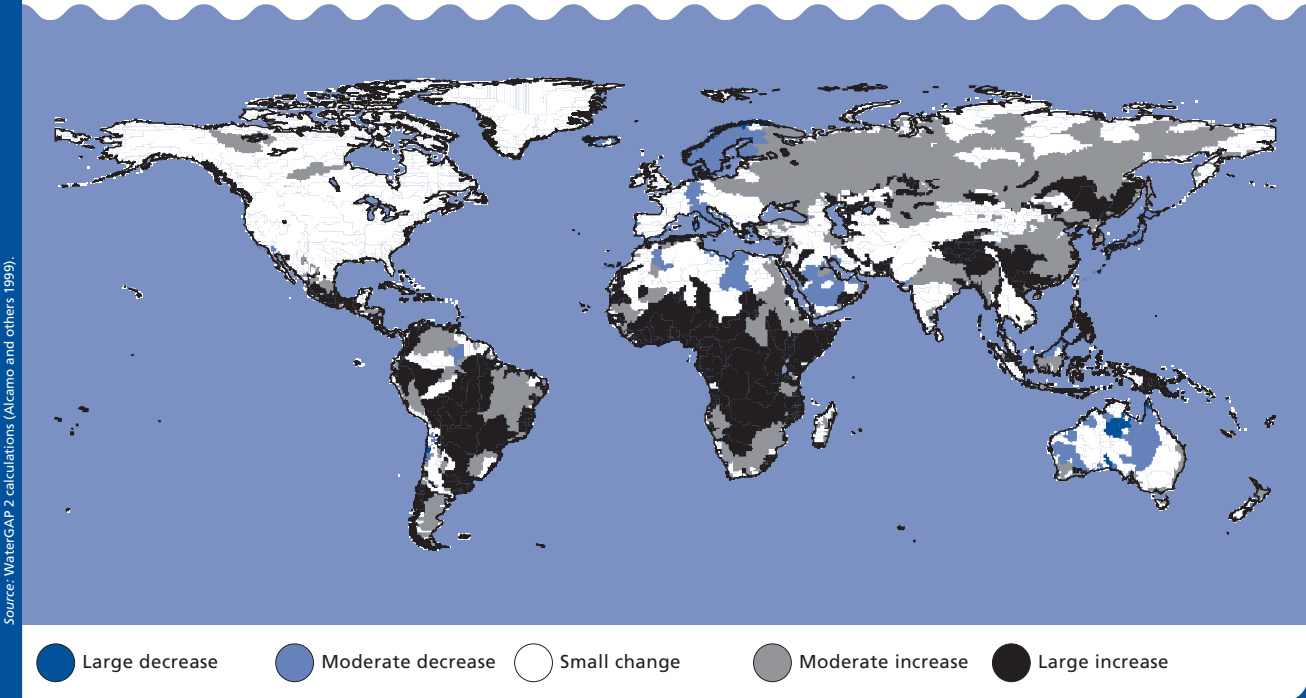 Source: WaterGAP 2 calculations (Alcamo and others 1999).
Large decrease
Moderate decrease
Small change
Moderate increase
Large increase